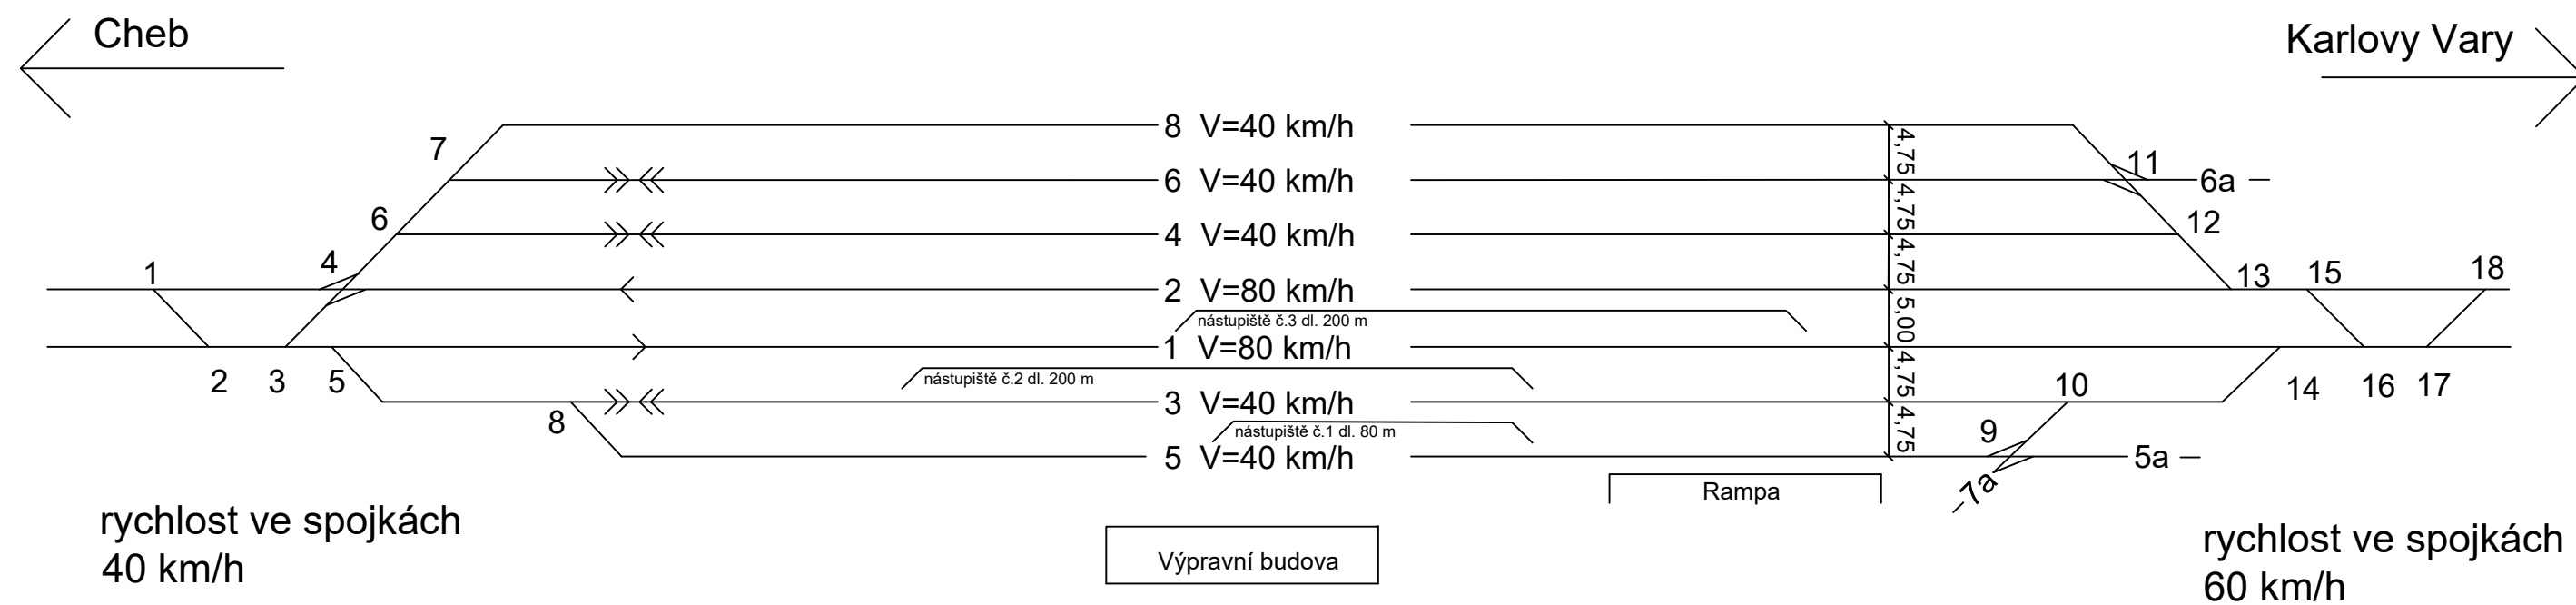 Cheb
Karlovy Vary
8 V=40 km/h
7
11
6 V=40 km/h
6a
6
12
4 V=40 km/h
4
1
13
15
18
2 V=80 km/h
nástupiště č.3 dl. 200 m
1 V=80 km/h
2
3
5
nástupiště č.2 dl. 200 m
10
14
16
17
3 V=40 km/h
8
nástupiště č.1 dl. 80 m
9
5 V=40 km/h
5a
7a
4,75
4,75
4,75
5,00
4,75
4,75
Rampa
Výpravní budova
rychlost ve spojkách
40 km/h
rychlost ve spojkách
60 km/h